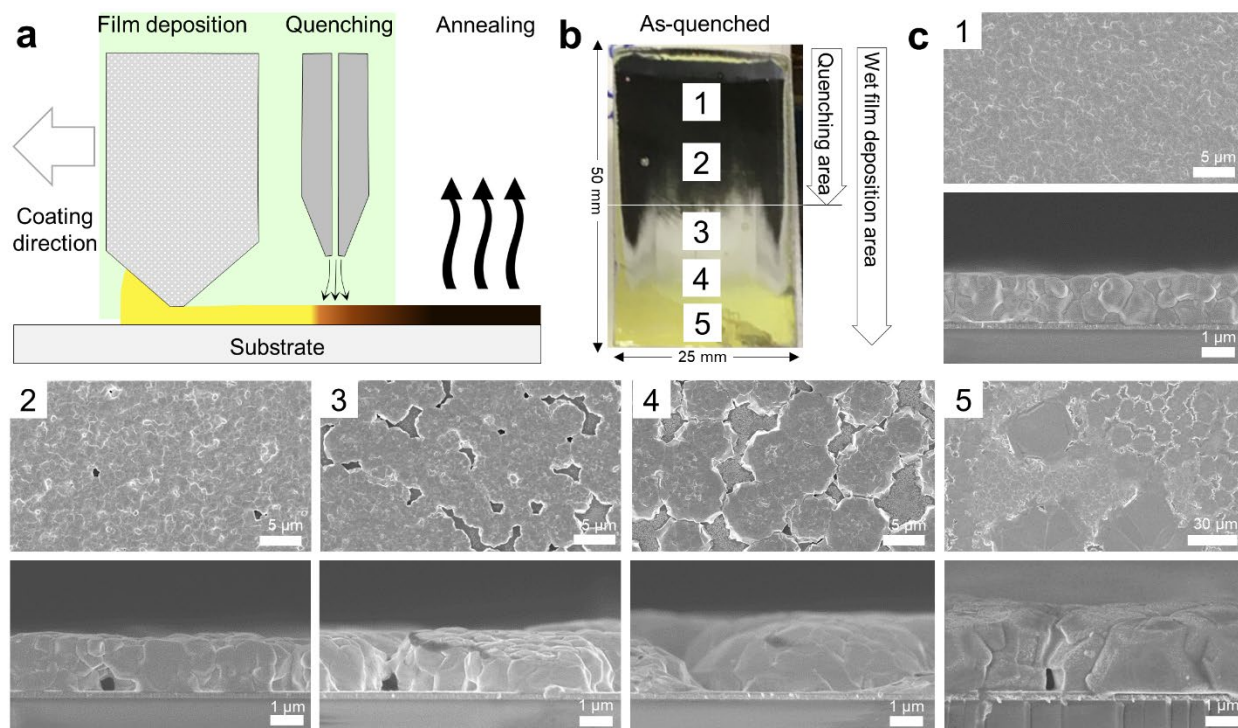 a
Film deposition
Quenching
Annealing
Coating
direction
Substrate
b
As-quenched
50 mm
25 mm
1
2
3
4
5
Quenching area
Wet film deposition area
c
1
5 µm
1 µm
2
5 µm
1 µm
3
5 µm
1 µm
4
5 µm
1 µm
5
30 µm
1 µm